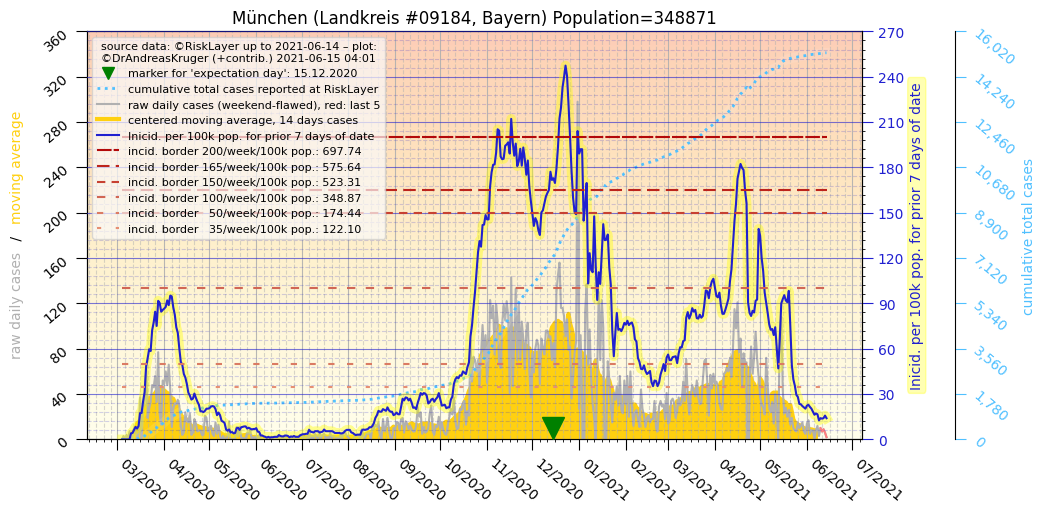 München (Landkreis #09184, Bayern) Population=348871
source data: ©RiskLayer up to 2021-06-14 – plot:
©DrAndreasKruger (+contrib.) 2021-06-15 04:01
marker for 'expectation day': 15.12.2020
cumulative total cases reported at RiskLayer
raw daily cases (weekend-flawed), red: last 5
centered moving average, 14 days cases
Inicid. per 100k pop. for prior 7 days of date
incid. border 200/week/100k pop.: 697.74
incid. border 165/week/100k pop.: 575.64
incid. border 150/week/100k pop.: 523.31
incid. border 100/week/100k pop.: 348.87
incid. border 50/week/100k pop.: 174.44
incid. border 35/week/100k pop.: 122.10
raw daily cases / moving average
360
320
280
240
200
160
120
80
40
0
270
240
210
180
150
120
90
60
30
0
Inicid. per 100k pop. for prior 7 days of date
16,020
14,240
12,460
10,680
8,900
7,120
5,340
3,560
1,780
0
cumulative total cases
03/2020
04/2020
05/2020
06/2020
07/2020
08/2020
09/2020
10/2020
11/2020
12/2020
01/2021
02/2021
03/2021
04/2021
05/2021
06/2021
07/2021